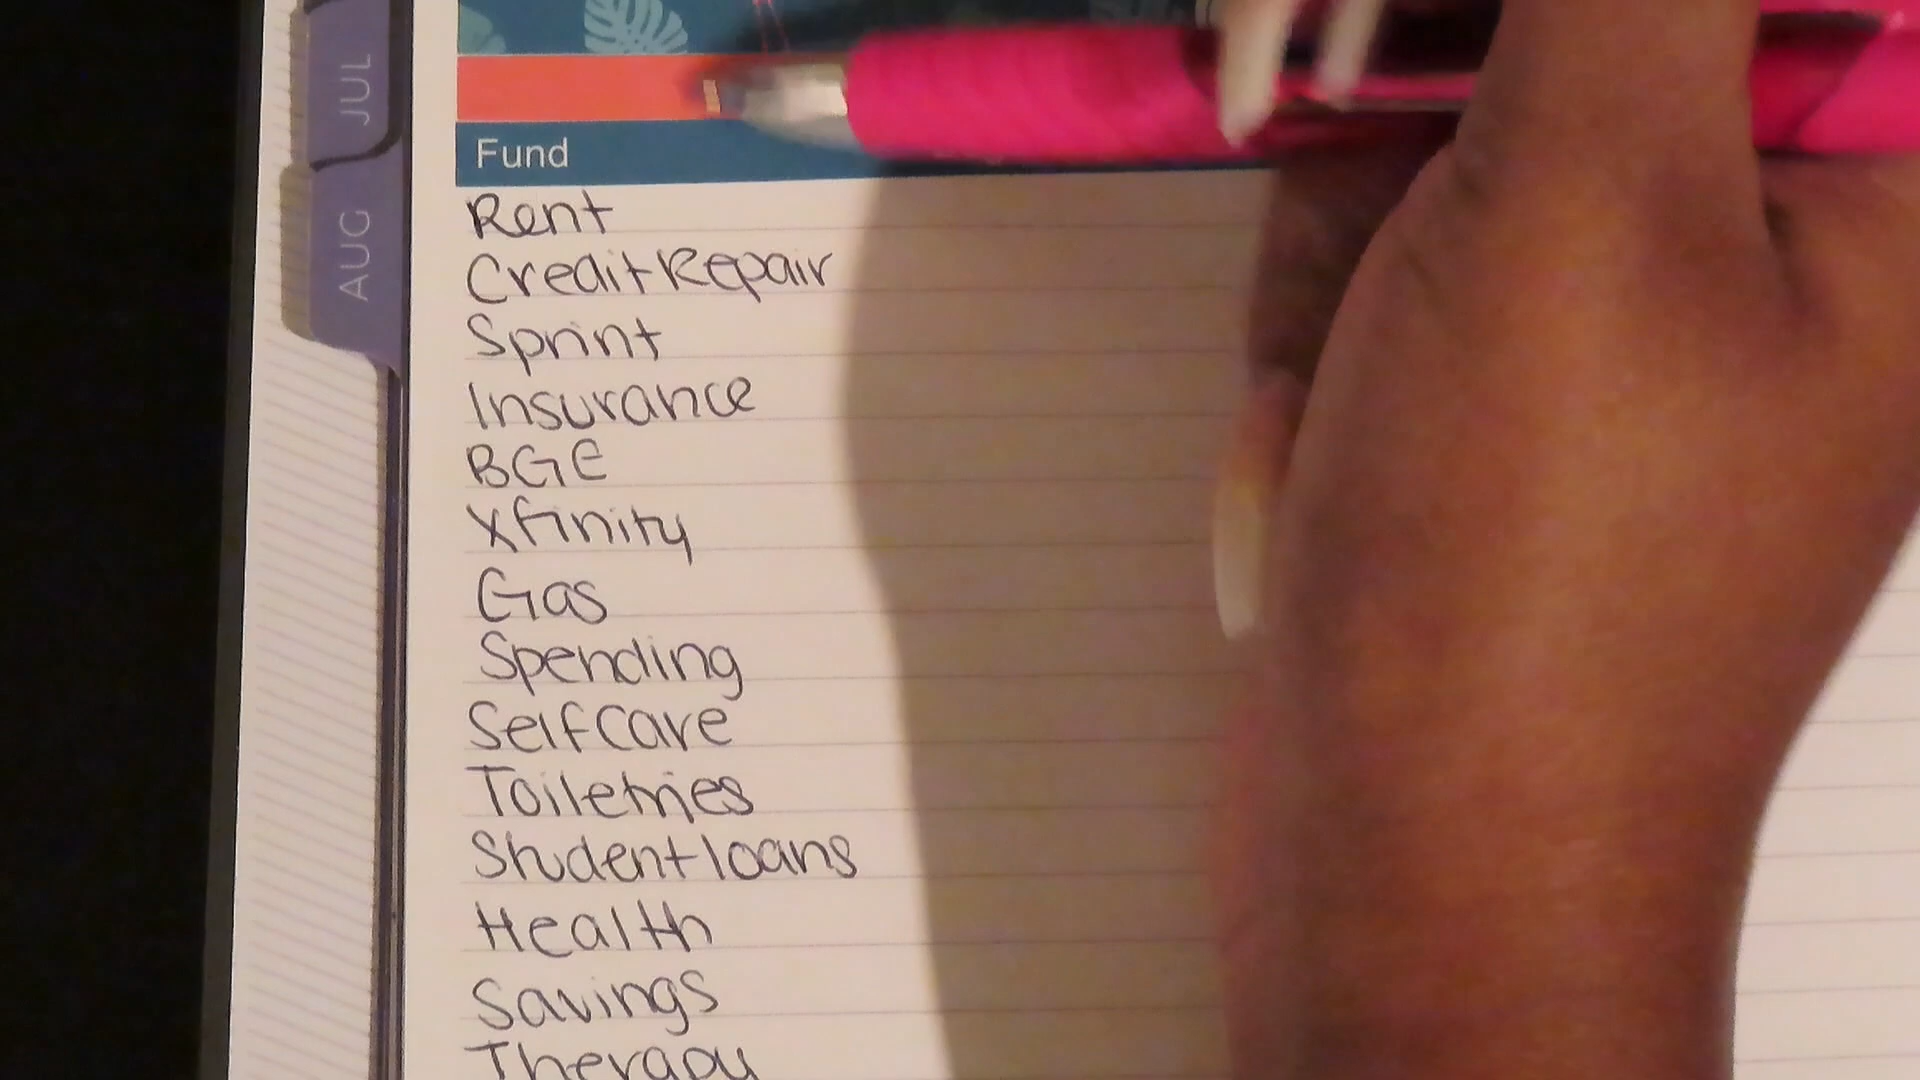 JUL
AUG
Fund
Rent
Credit Repair
Sprint
Insurance
BGE
Xfinity
Gas
Spending
Self Care
Toiletries
Student loans
Health
Savings
Therapy